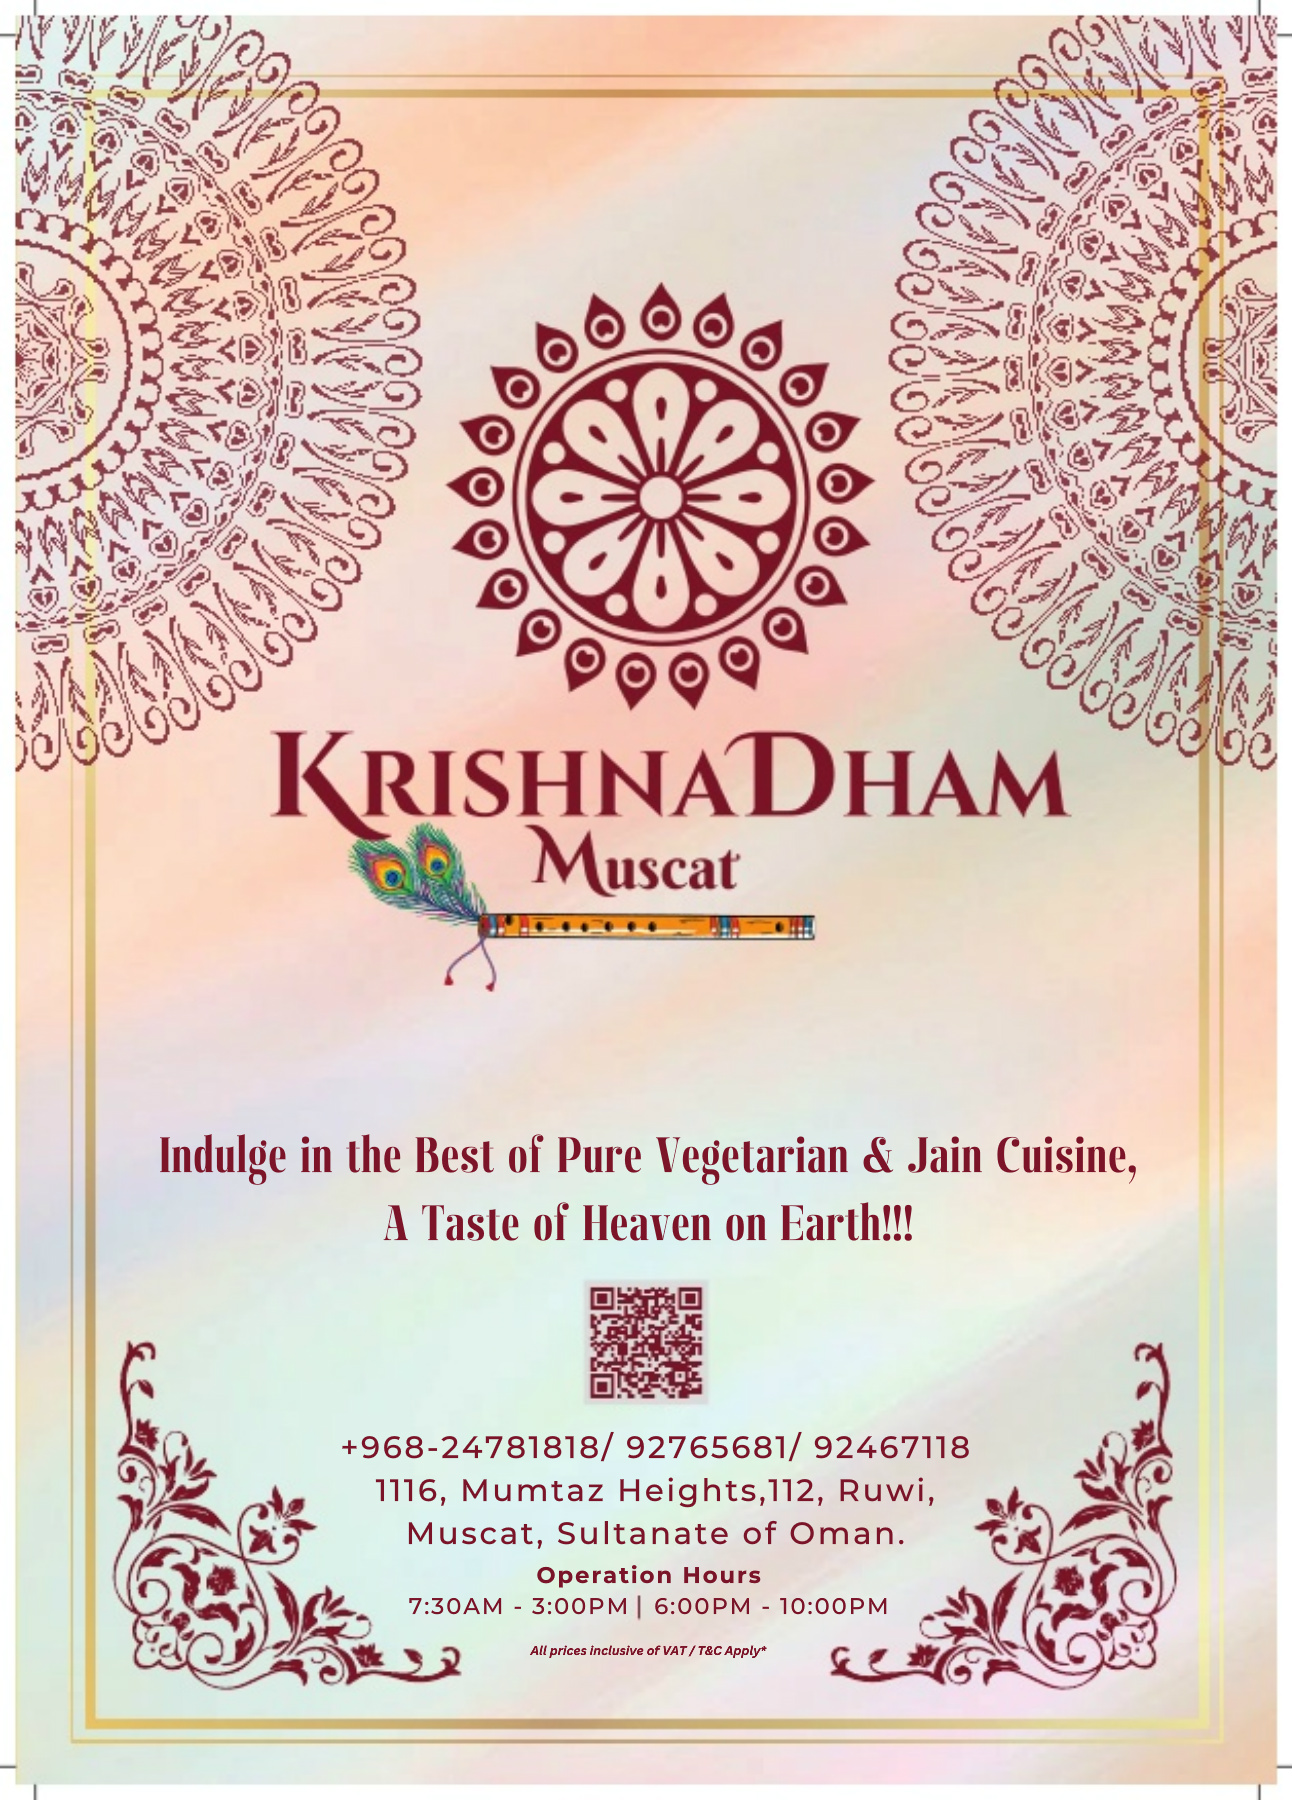 KRISHNADHAM
Muscat
Indulge in the Best of Pure Vegetarian & Jain Cuisine,
A Taste of Heaven on Earth!!!
+968-24781818/ 92765681/ 92467118
1116, Mumtaz Heights,112, Ruwi,
Muscat, Sultanate of Oman.
Operation Hours
7:30AM - 3:00PM | 6:00PM - 10:00PM
All prices inclusive of VAT / T&C Apply*